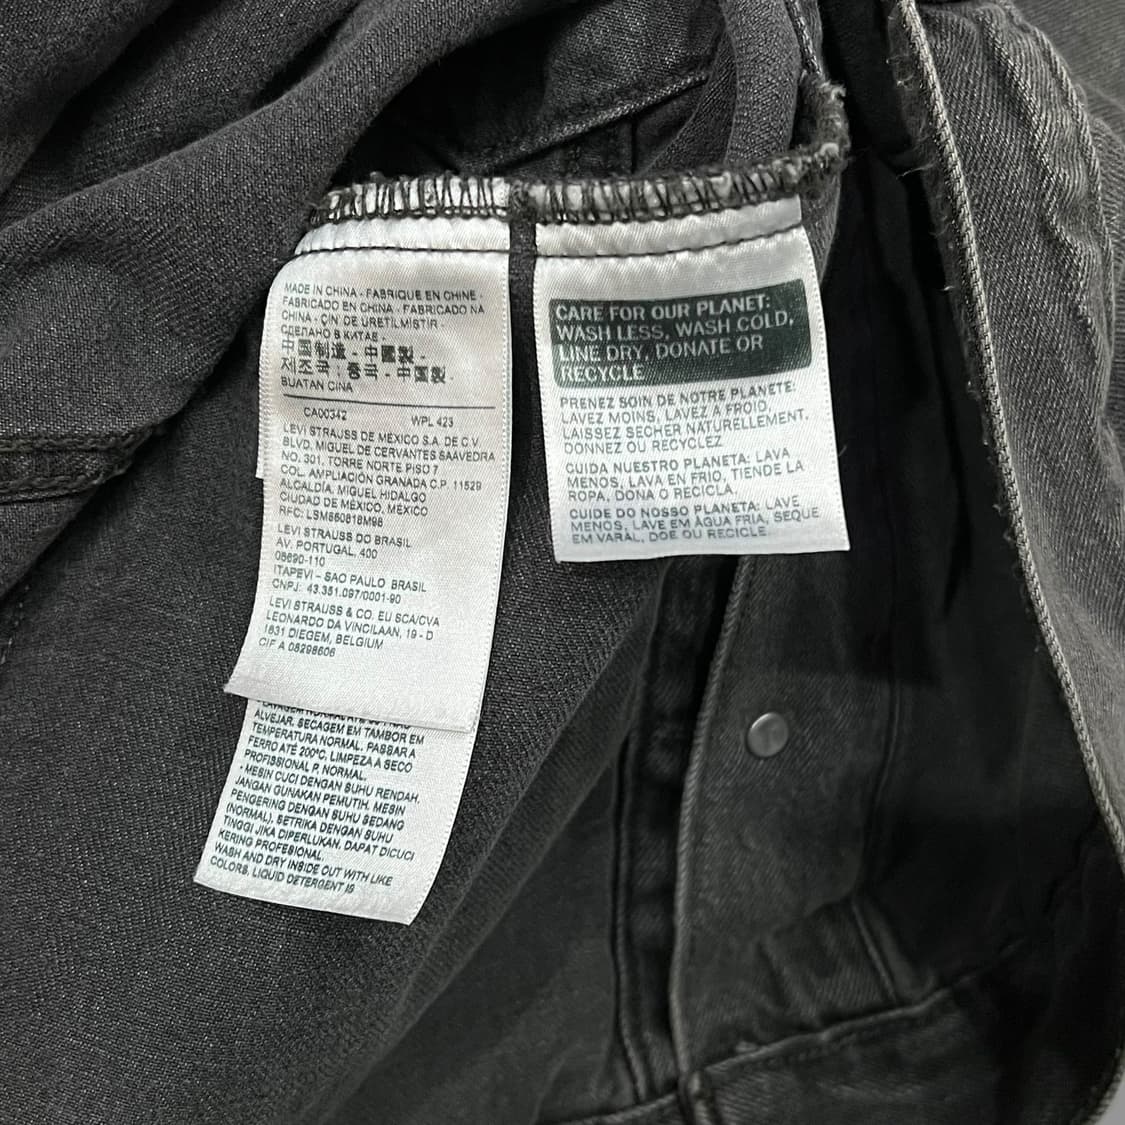 MADE IN CHINA - FABRIQUE EN CHINE -
FABRICADO EN CHINA - FABRICADO NA
CHINA - ÇIN' DE ÜRETILMISTIR -
СДЕЛАНО В КИТАЕ -
中国制造 - 中國製 -
제조국 : 중국 - 中國製 -
BUATAN CINA
CA00342 WPL 423
LEVI STRAUSS DE MÉXICO S.A. DE C.V.
BLVD. MIGUEL DE CERVANTES SAAVEDRA
NO. 301, TORRE NORTE PISO 7
COL. AMPLIACIÓN GRANADA C.P. 11529
ALCALDÍA, MIGUEL HIDALGO
CIUDAD DE MÉXICO, MÉXICO
RFC: LSM860818M98
LEVI STRAUSS DO BRASIL
AV. PORTUGAL, 400
06690-110
ITAPEVI - SAO PAULO BRASIL
CNPJ: 43.351.097/0001-90
LEVI STRAUSS & CO. EU SCA/CVA
LEONARDO DA VINCILAAN, 19 - D
1831 DIEGEM, BELGIUM
CIF A 08298606
ALVEJAR. SECAGEM EM TAMBOR EM
TEMPERATURA NORMAL. PASSAR A
FERRO ATÉ 200°C. LIMPEZA A SECO
PROFISSIONAL P, NORMAL.
- MESIN CUCI DENGAN SUHU RENDAH.
JANGAN GUNAKAN PEMUTIH. MESIN
PENGERING DENGAN SUHU SEDANG
(NORMAL). SETRIKA DENGAN SUHU
TINGGI JIKA DIPERLUKAN. DAPAT DICUCI
KERING PROFESIONAL.
WASH AND DRY INSIDE OUT WITH LIKE
COLORS, LIQUID DETERGENT IS
CARE FOR OUR PLANET:
WASH LESS, WASH COLD,
LINE DRY, DONATE OR
RECYCLE
PRENEZ SOIN DE NOTRE PLANETE:
LAVEZ MOINS, LAVEZ A FROID,
LAISSEZ SECHER NATURELLEMENT.
DONNEZ OU RECYCLEZ
CUIDA NUESTRO PLANETA: LAVA
MENOS, LAVA EN FRIO, TIENDE LA
ROPA, DONA O RECICLA.
CUIDE DO NOSSO PLANETA: LAVE
MENOS, LAVE EM ÁGUA FRIA, SEQUE
EM VARAL, DOE OU RECICLE.